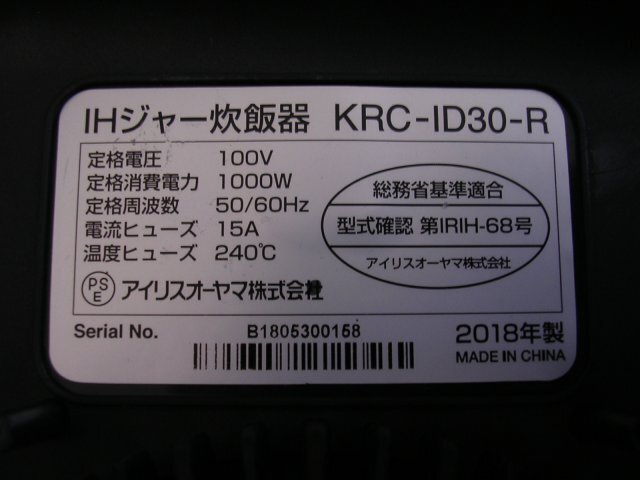 IHジャー炊飯器 KRC-ID30-R
定格電圧 100V
定格消費電力 1000W
定格周波数 50/60Hz
電流ヒューズ 15A
温度ヒューズ 240℃
総務省基準適合
型式確認 第IRIH-68号
アイリスオーヤマ株式会社
PS
E
アイリスオーヤマ株式会社
Serial No. B1805300158
2018年製
MADE IN CHINA